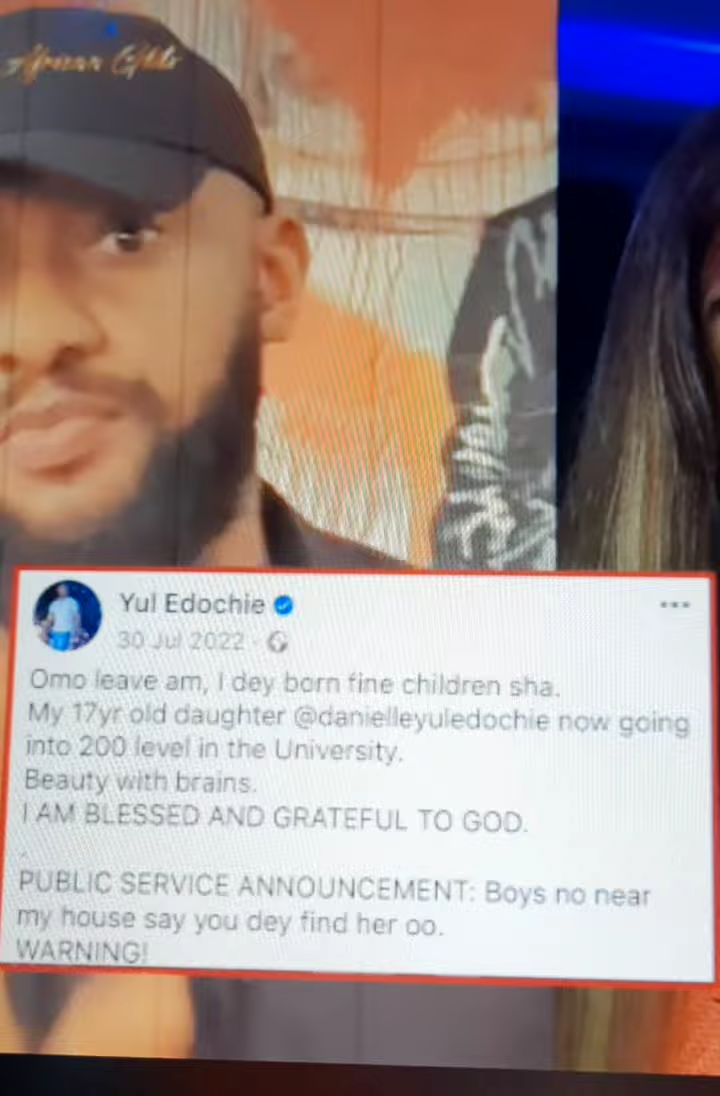 African Gilds
Yul Edochie
30 Jul 2022 ·
Omo leave am, I dey born fine children sha.
My 17yr old daughter @danielleyuledochie now going
into 200 level in the University.
Beauty with brains.
I AM BLESSED AND GRATEFUL TO GOD.
.
PUBLIC SERVICE ANNOUNCEMENT: Boys no near
my house say you dey find her oo.
WARNING!